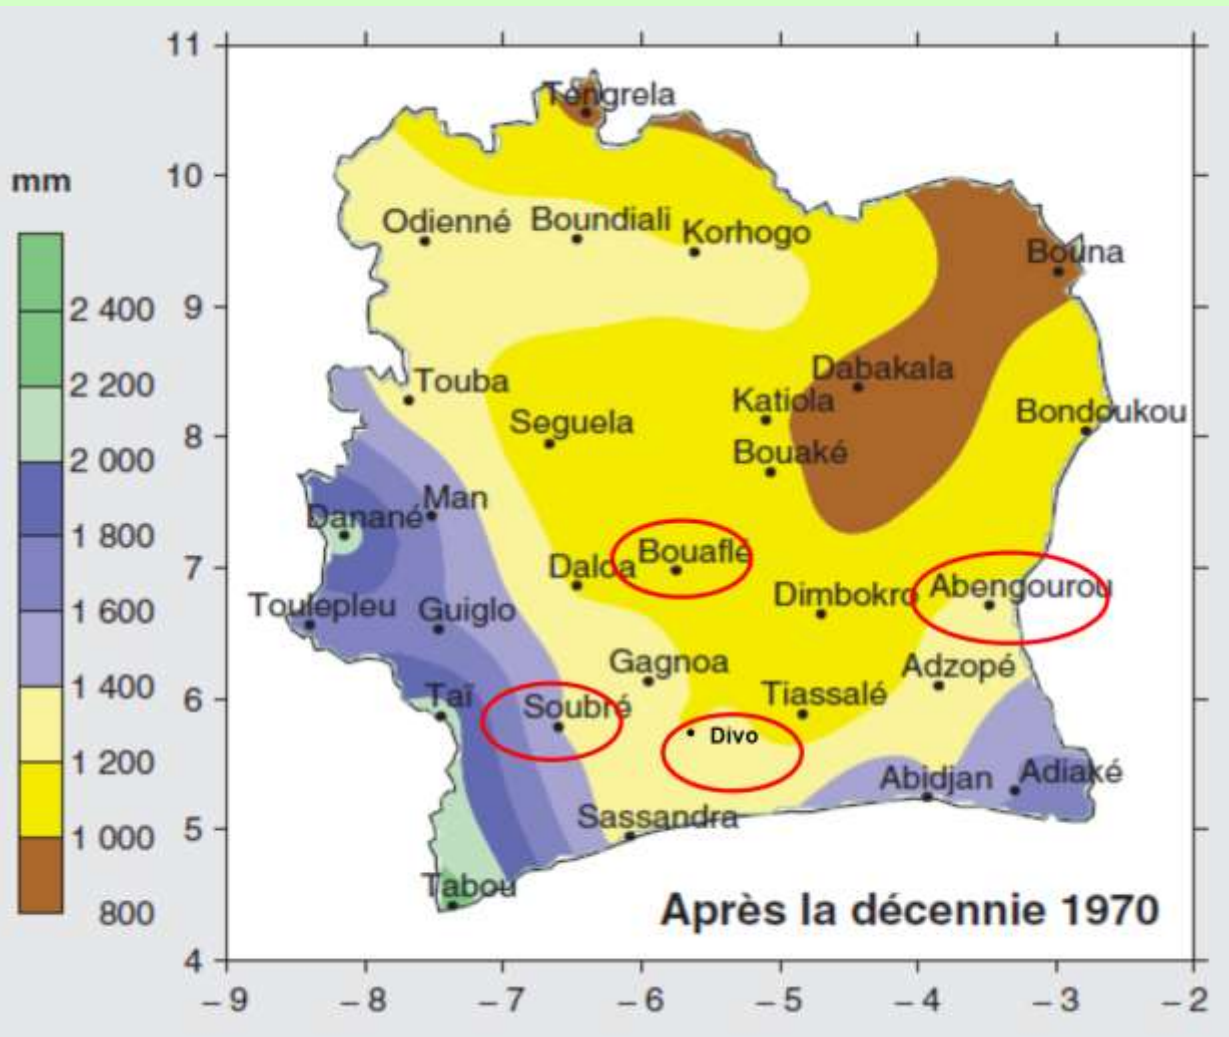 11
10
9
8
7
6
5
4
mm
2 400
2 200
2 000
1 800
1 600
1 400
1 200
1 000
800
Tengrela
Odienné
Boundiali
Korhogo
Bouna
Touba
Dabakala
Katiola
Seguela
Bondoukou
Bouaké
Man
Danané
Bouaflé
Daloa
Dimbokro
Abengourou
Toulepleu
Guiglo
Gagnoa
Adzopé
Taï
Soubré
Tiassalé
Divo
Abidjan
Adiaké
Sassandra
Tabou
Après la décennie 1970
–9
–8
–7
–6
–5
–4
–3
–2